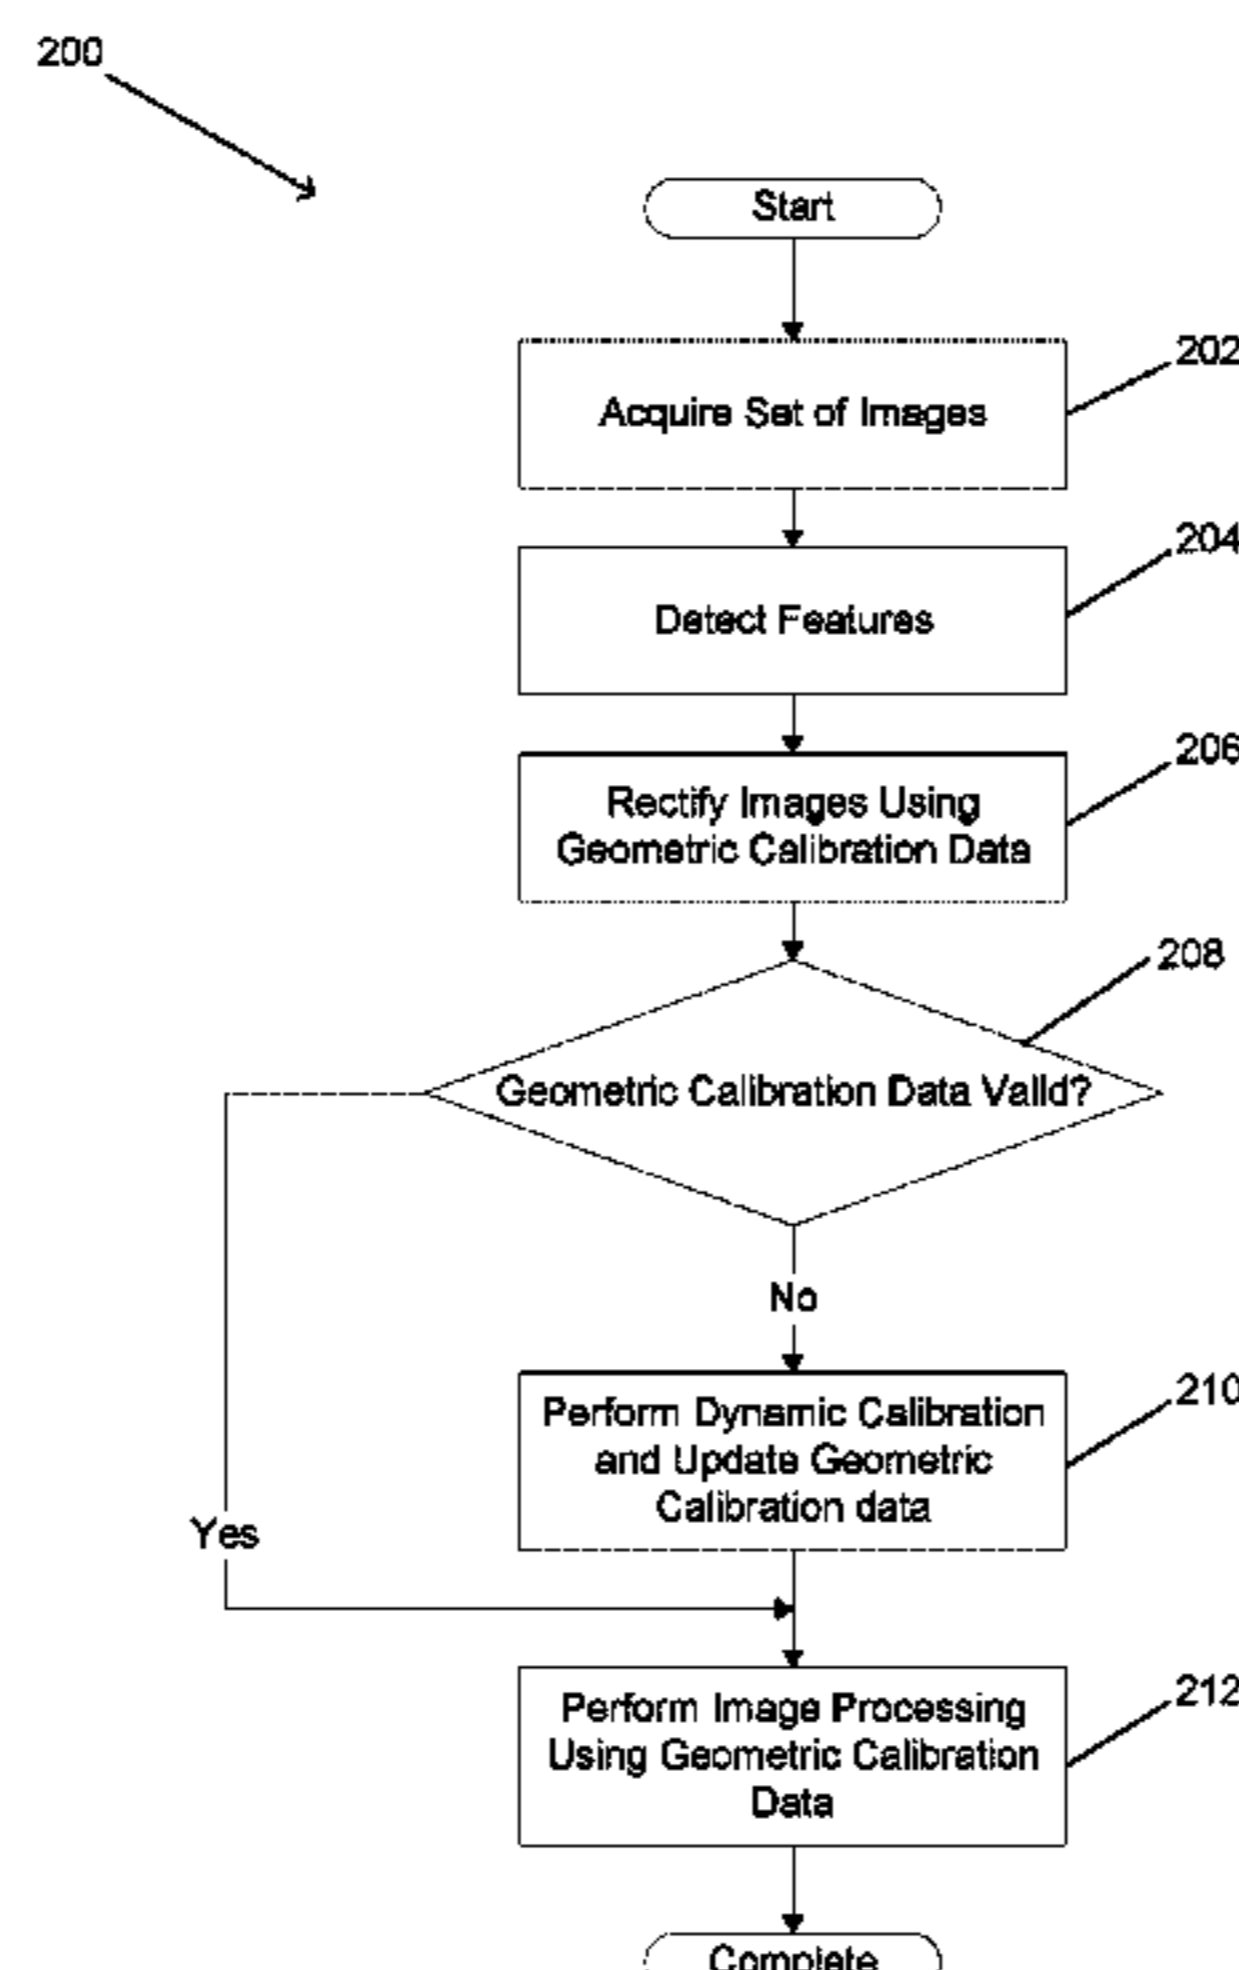 200
Start
202
Acquire Set of Images
204
Detect Features
206
Rectify Images Using
Geometric Calibration Data
208
Geometric Calibration Data Valid?
No
210
Perform Dynamic Calibration
and Update Geometric
Calibration data
Yes
212
Perform Image Processing
Using Geometric Calibration
Data
Complete